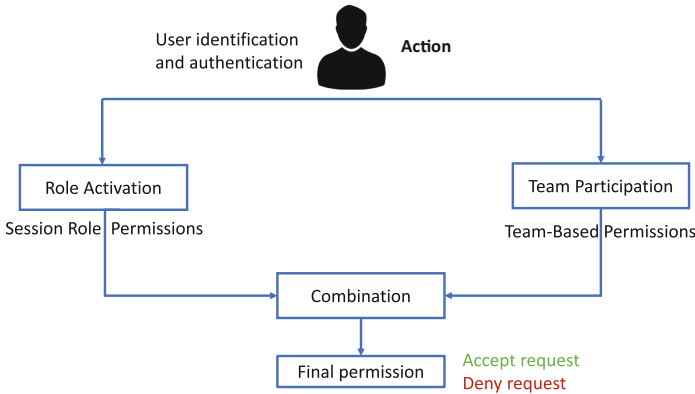 User identification
and authentication
Action
Role Activation
Team Participation
Session Role Permissions
Team-Based Permissions
Combination
Final permission
Accept request
Deny request